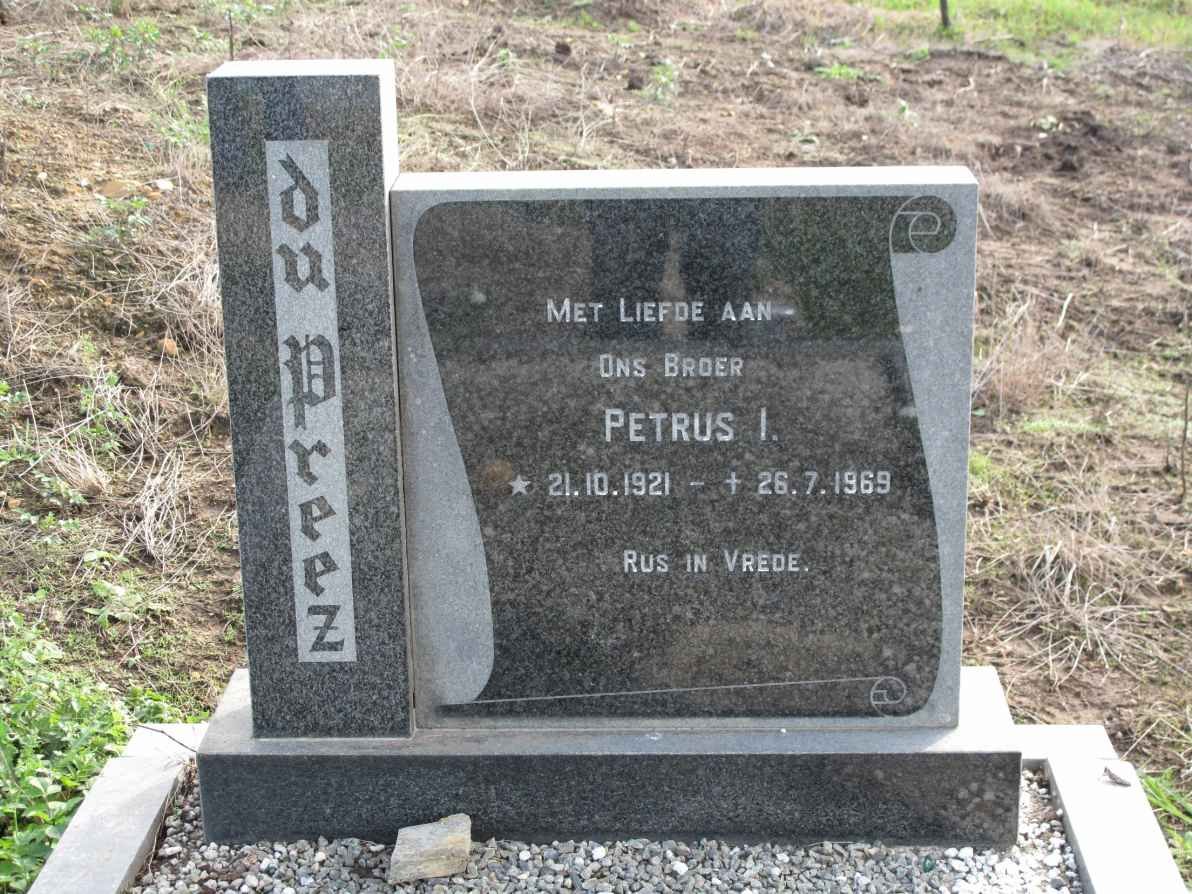 du Preez
MET LIEFDE AAN
ONS BROER
PETRUS I.
★ 21.10.1921 - † 26.7.1969
RUS IN VREDE.